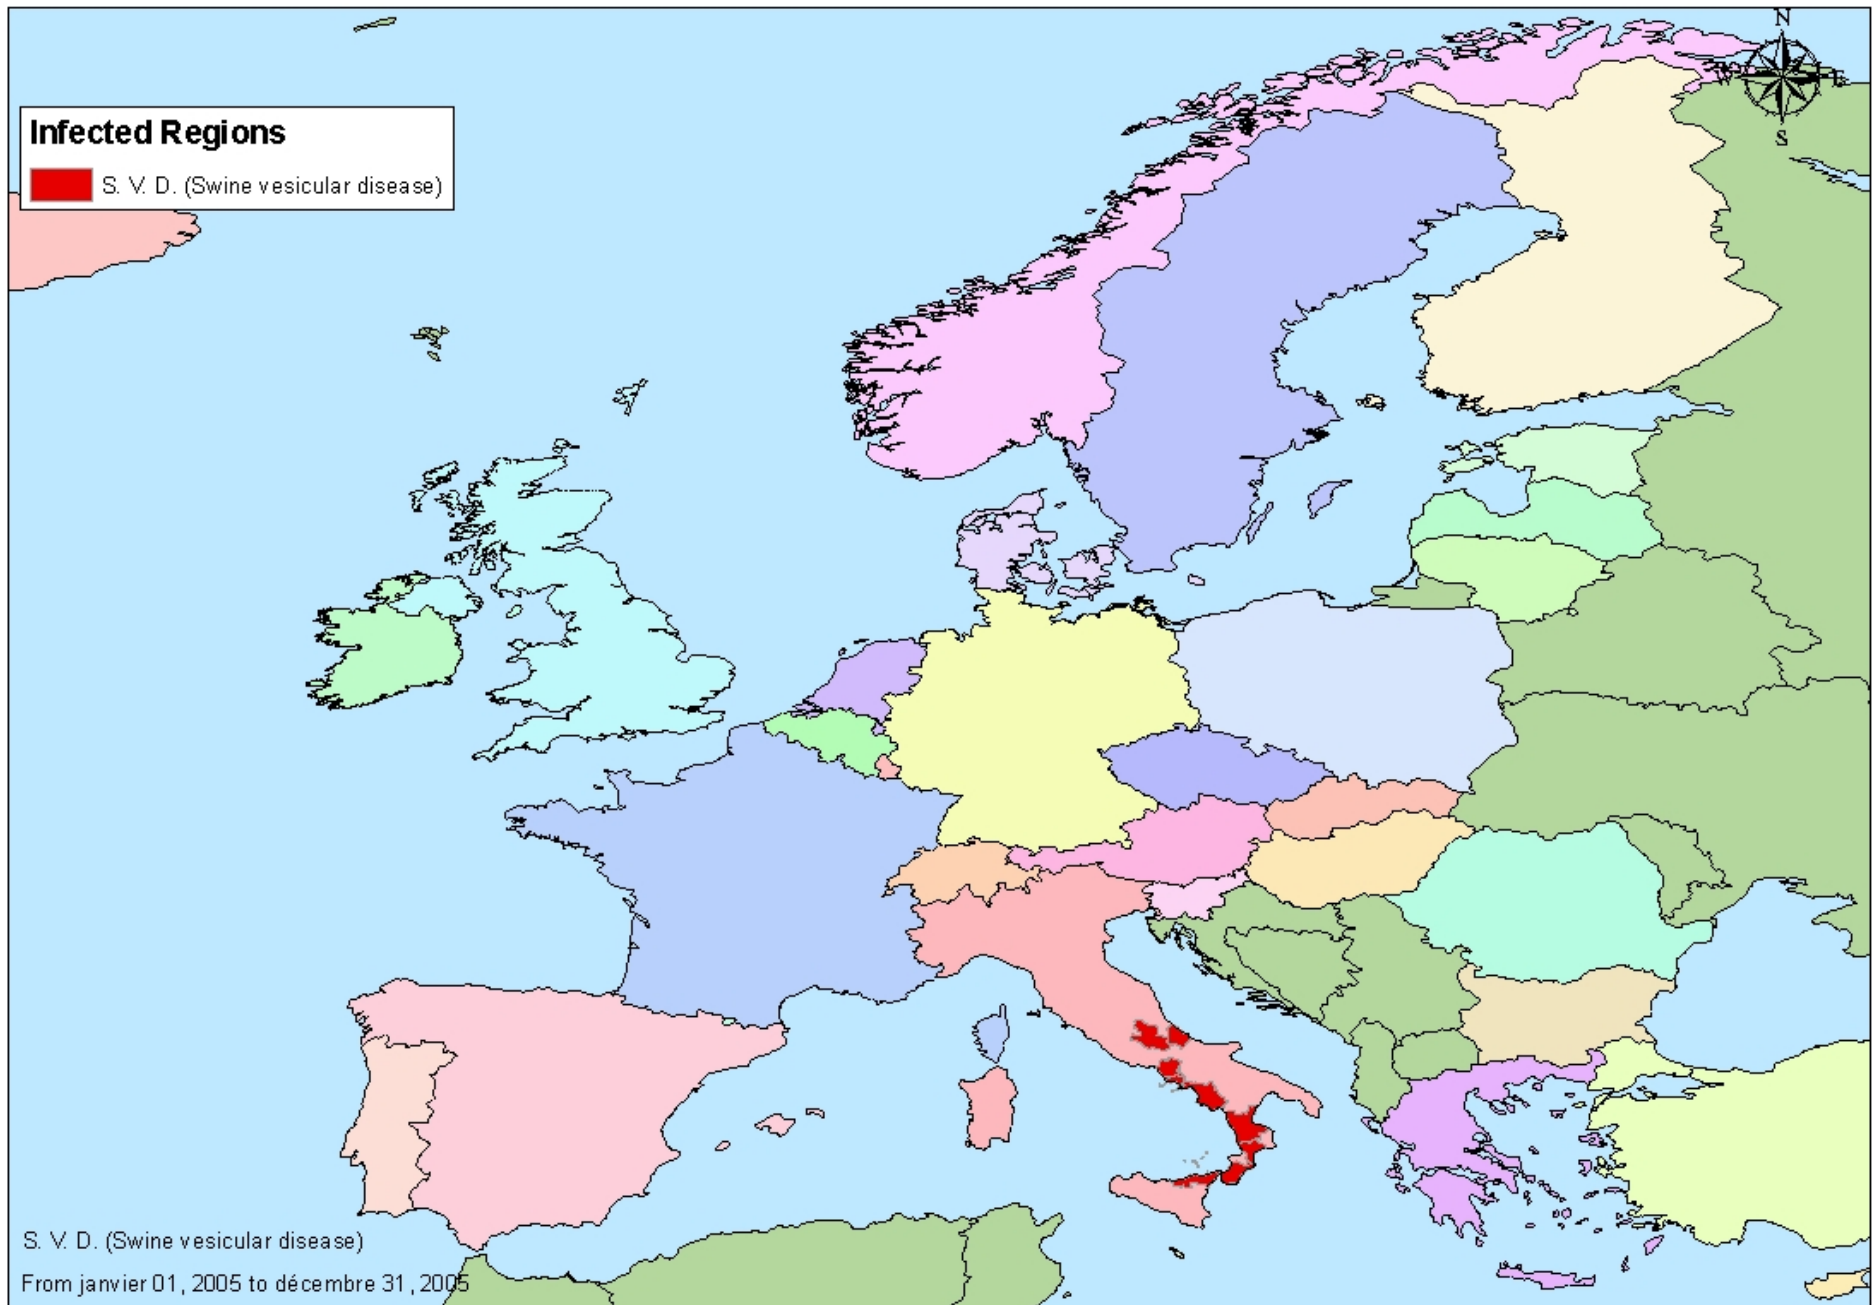 N
W E
S
Infected Regions
S. V. D. (Swine vesicular disease)
S. V. D. (Swine vesicular disease)
From janvier 01, 2005 to décembre 31, 2005